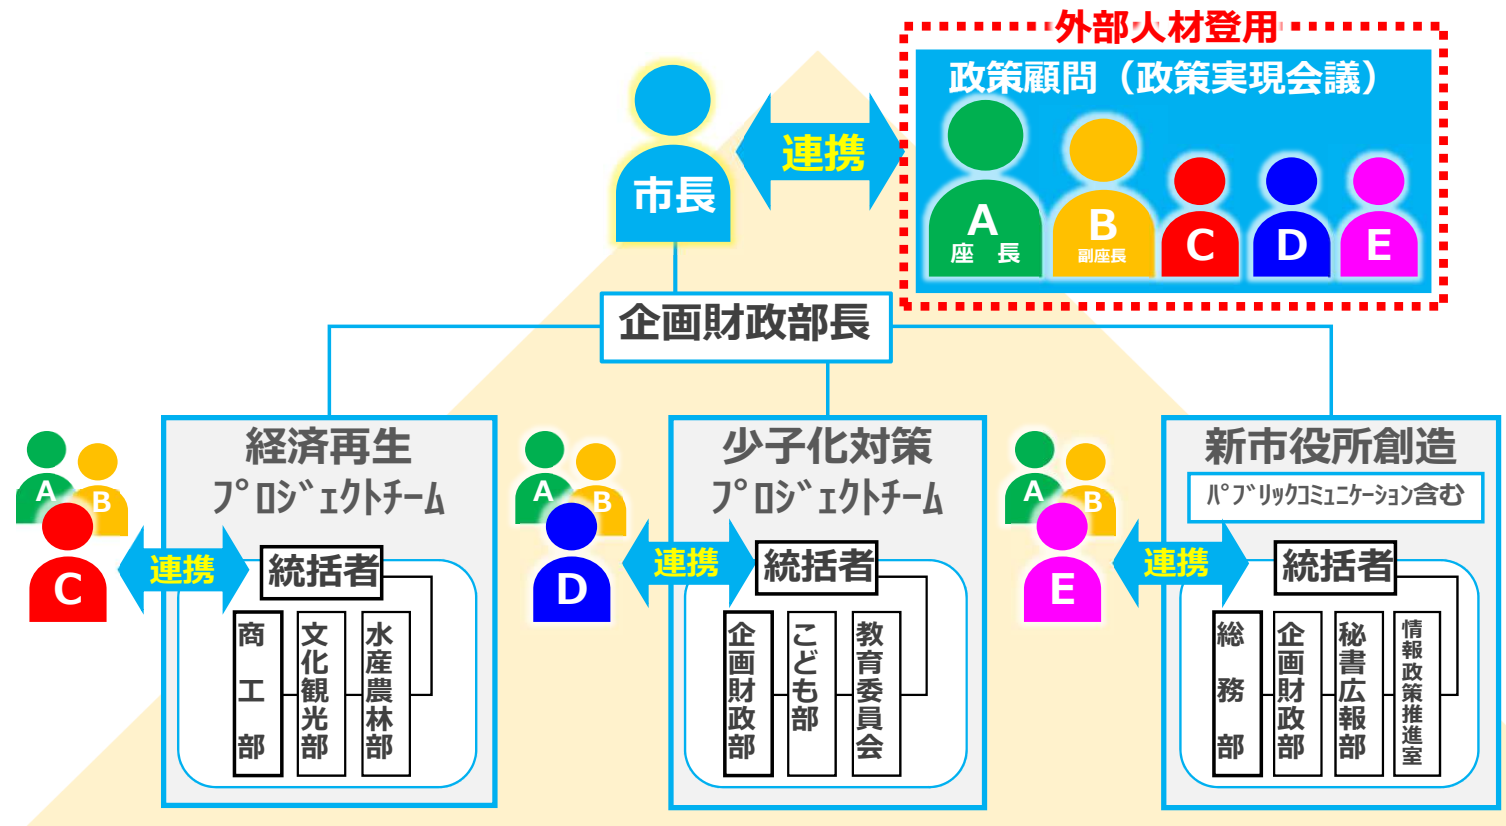 外部人材登用
政策顧問（政策実現会議）
市長
連携
A
座　長
B
副座長
C
D
E
企画財政部長
経済再生
ﾌﾟﾛｼﾞｪｸﾄﾁｰﾑ
A
B
C
連携
統括者
商工部
文化観光部
水産農林部
少子化対策
ﾌﾟﾛｼﾞｪｸﾄﾁｰﾑ
A
B
D
連携
統括者
企画財政部
こども部
教育委員会
新市役所創造
ﾊﾟﾌﾞﾘｯｸｺﾐｭﾆｹｰｼｮﾝ含む
A
B
E
連携
統括者
総務部
企画財政部
秘書広報部
情報政策推進室